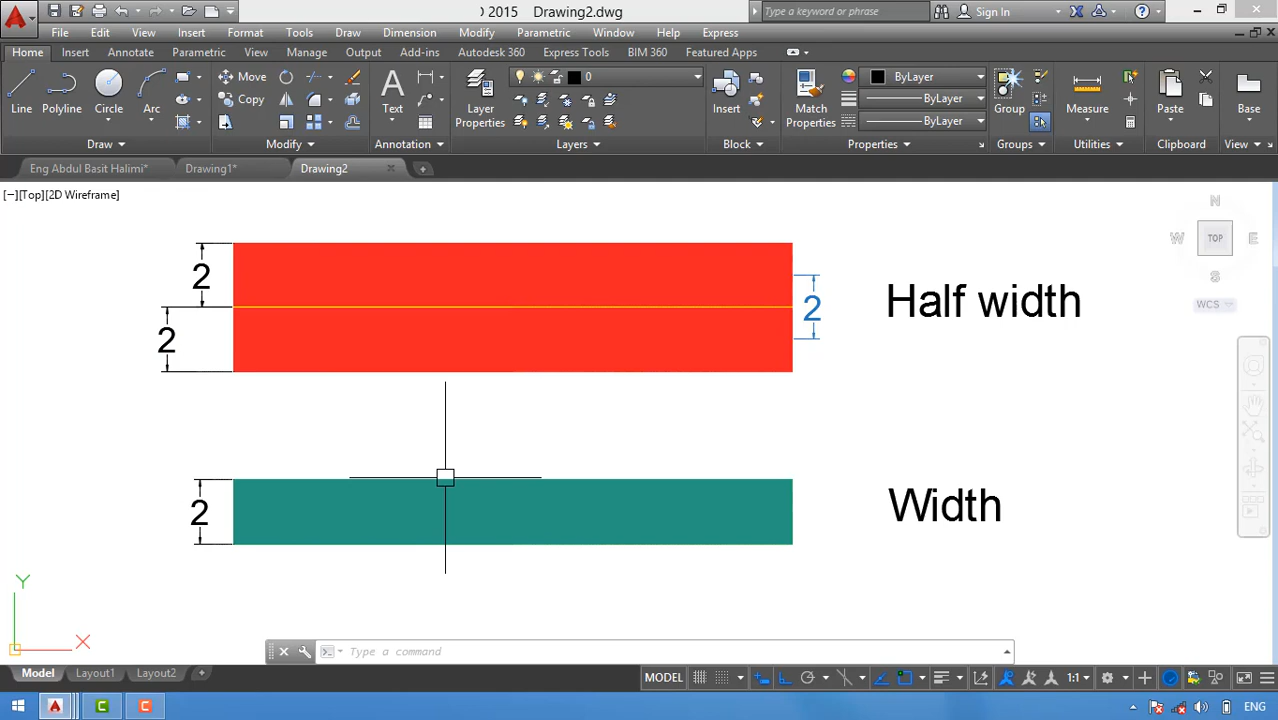 2015 Drawing2.dwg
Type a keyword or phrase
Sign In
File Edit View Insert Format Tools Draw Dimension Modify Parametric Window Help Express
Home Insert Annotate Parametric View Manage Output Add-ins Autodesk 360 Express Tools BIM 360 Featured Apps
Line Polyline Circle Arc
Move
Copy
Text
Layer Properties
0
Insert
Match Properties
ByLayer
ByLayer
ByLayer
Group
Measure
Paste
Base
Draw Modify Annotation Layers Block Properties Groups Utilities Clipboard View
Eng Abdul Basit Halimi* Drawing1* Drawing2
[−][Top][2D Wireframe]
N
W TOP E
S
WCS
2
2
2
Half width
2
Width
Y
X
Type a command
Model Layout1 Layout2
MODEL
1:1
ENG